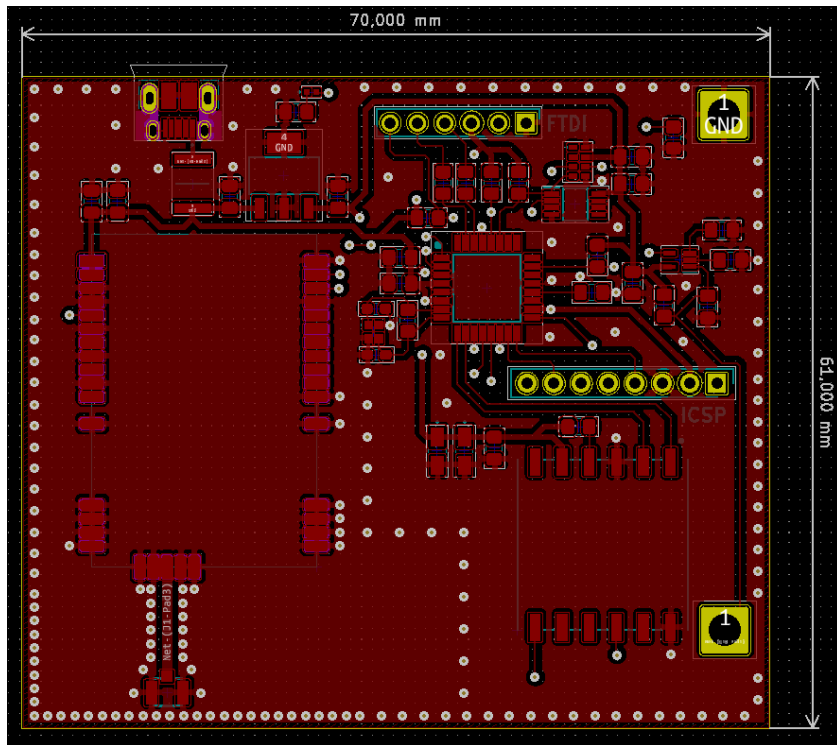 70,000 mm
4
GND
FTDI
1
GND
61,000 mm
ICSP
Net-(J1-Pad3)
1